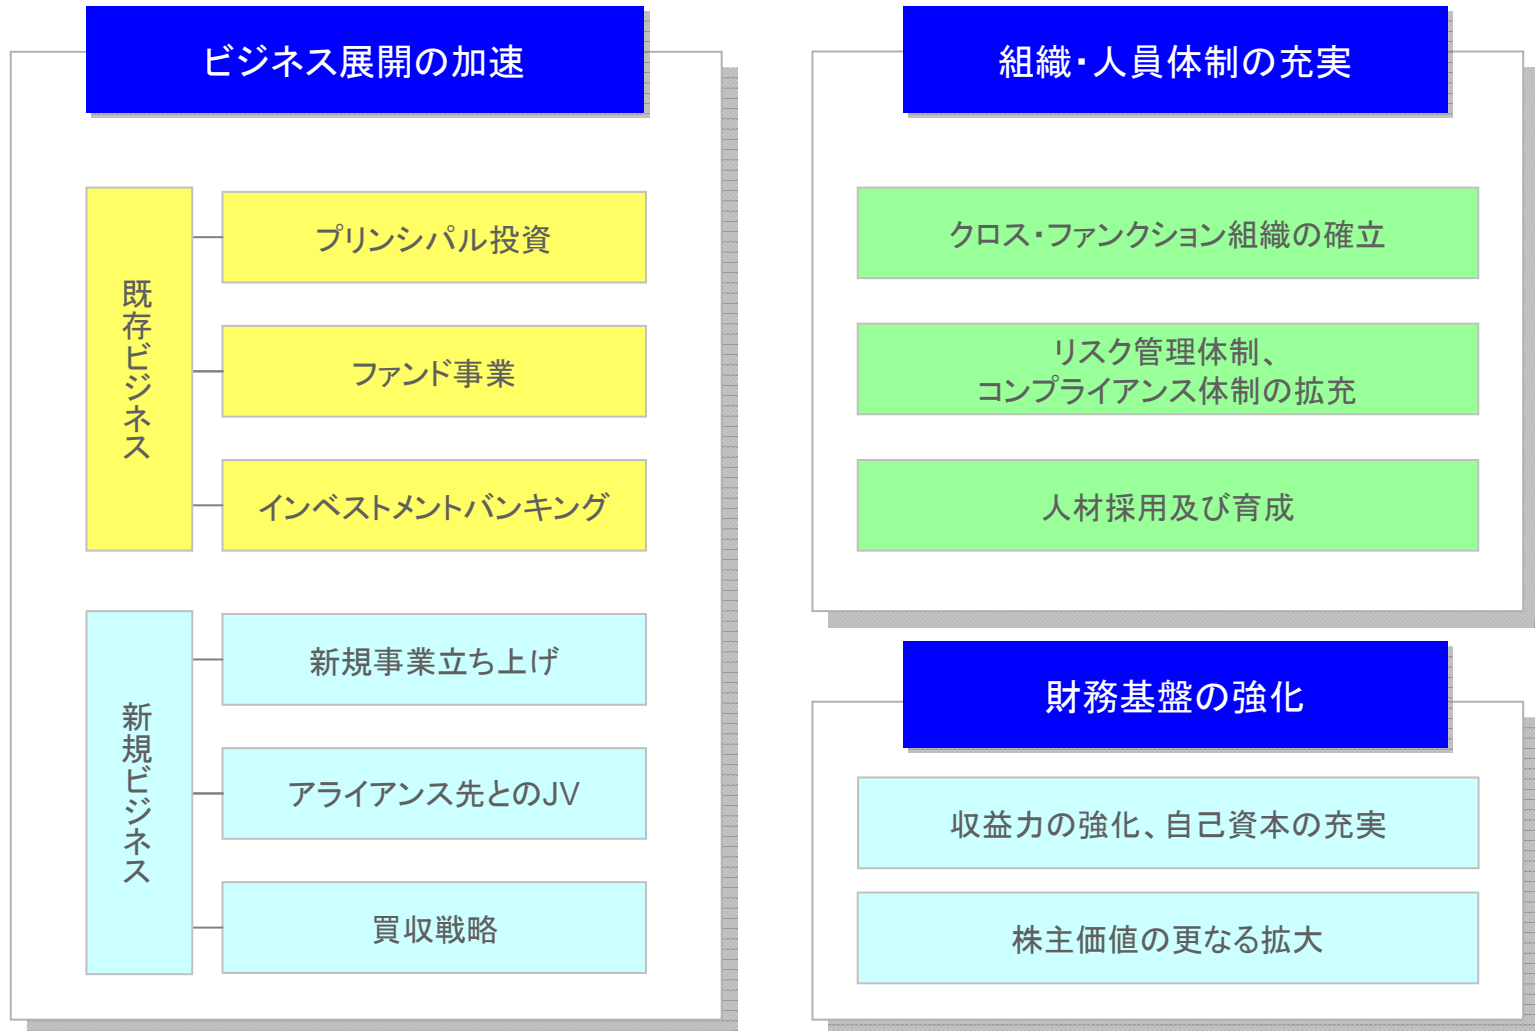 ビジネス展開の加速
既存ビジネス
プリンシパル投資
ファンド事業
インベストメントバンキング
新規ビジネス
新規事業立ち上げ
アライアンス先とのJV
買収戦略
組織・人員体制の充実
クロス・ファンクション組織の確立
リスク管理体制、
コンプライアンス体制の拡充
人材採用及び育成
財務基盤の強化
収益力の強化、自己資本の充実
株主価値の更なる拡大